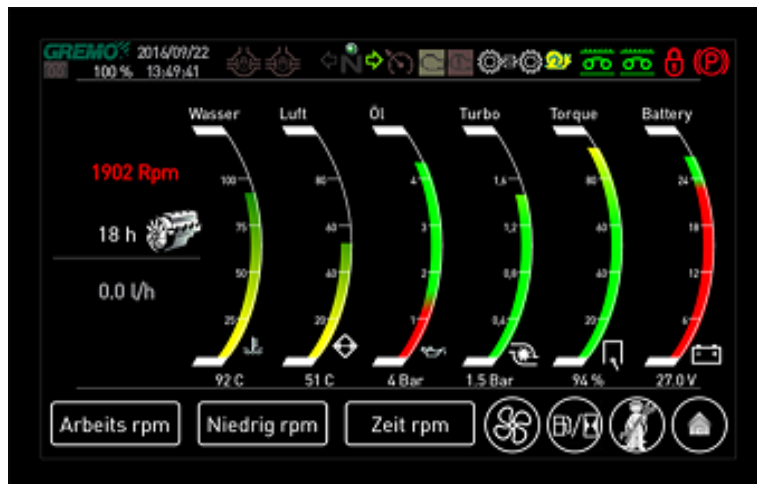 GREMO 2016/09/22
00 100 % 13:49:41
N
P
Wasser Luft Öl Turbo Torque Battery
1902 Rpm
18 h
0.0 l/h
100
75
50
25
80
60
40
20
4
3
2
1
1,6
1,2
0,8
0,4
80
60
40
20
24
18
12
6
92 C 51 C 4 Bar 1.5 Bar 94 % 27.0 V
Arbeits rpm Niedrig rpm Zeit rpm